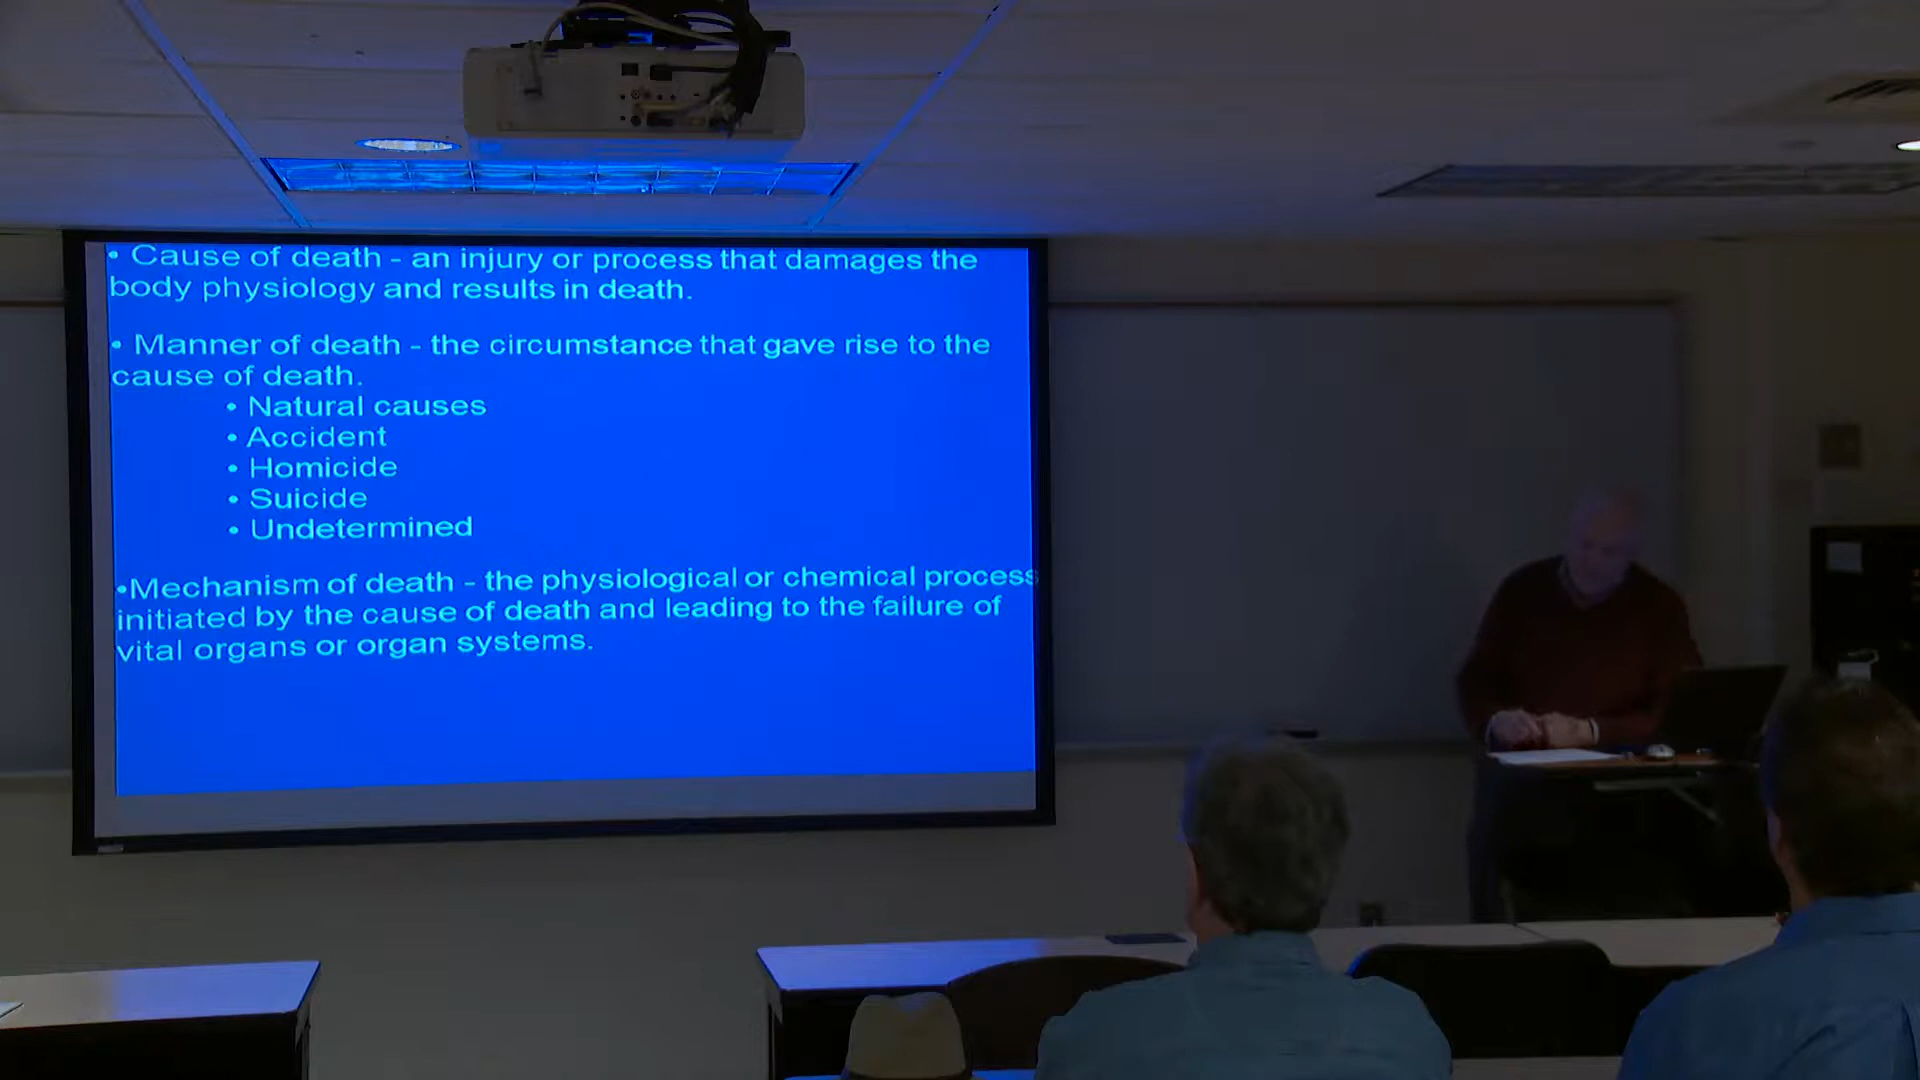 • Cause of death - an injury or process that damages the
body physiology and results in death.
• Manner of death - the circumstance that gave rise to the
cause of death.
• Natural causes
• Accident
• Homicide
• Suicide
• Undetermined
•Mechanism of death - the physiological or chemical process
initiated by the cause of death and leading to the failure of
vital organs or organ systems.